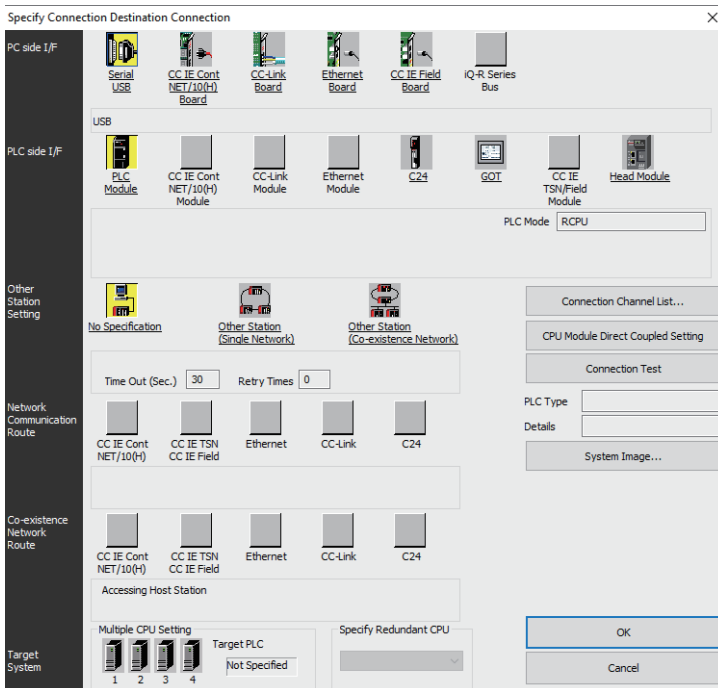 Specify Connection Destination Connection
PC side I/F
Serial
USB
CC IE Cont
NET/10(H)
Board
CC-Link
Board
Ethernet
Board
CC IE Field
Board
iQ-R Series
Bus
USB
PLC side I/F
PLC
Module
CC IE Cont
NET/10(H)
Module
CC-Link
Module
Ethernet
Module
C24
GOT
CC IE
TSN/Field
Module
Head Module
PLC Mode RCPU
Other
Station
Setting
No Specification
Other Station
(Single Network)
Other Station
(Co-existence Network)
Connection Channel List...
CPU Module Direct Coupled Setting
Connection Test
Time Out (Sec.) 30 Retry Times 0
PLC Type
Details
System Image...
Network
Communication
Route
CC IE Cont
NET/10(H)
CC IE TSN
CC IE Field
Ethernet
CC-Link
C24
Co-existence
Network
Route
CC IE Cont
NET/10(H)
CC IE TSN
CC IE Field
Ethernet
CC-Link
C24
Accessing Host Station
Target
System
Multiple CPU Setting
1 2 3 4
Target PLC
Not Specified
Specify Redundant CPU
OK
Cancel